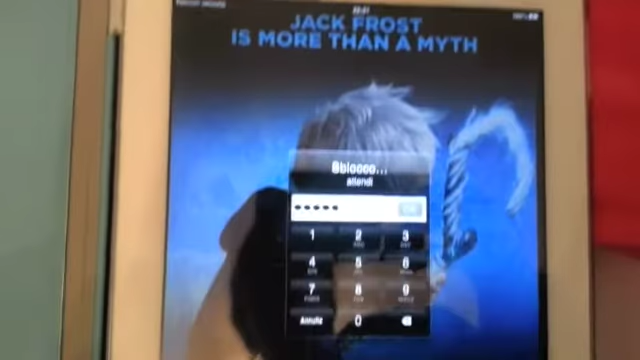 JACK FROST
IS MORE THAN A MYTH
Sblocco...
attendi
OK
1
2
3
4
5
6
7
8
9
Annulla
0